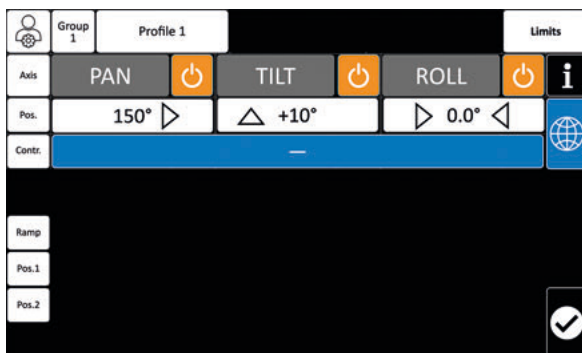 Group
1
Profile 1
Limits
Axis
PAN
TILT
ROLL
i
Pos.
150°
+10°
0.0°
Contr.
—
Ramp
Pos.1
Pos.2